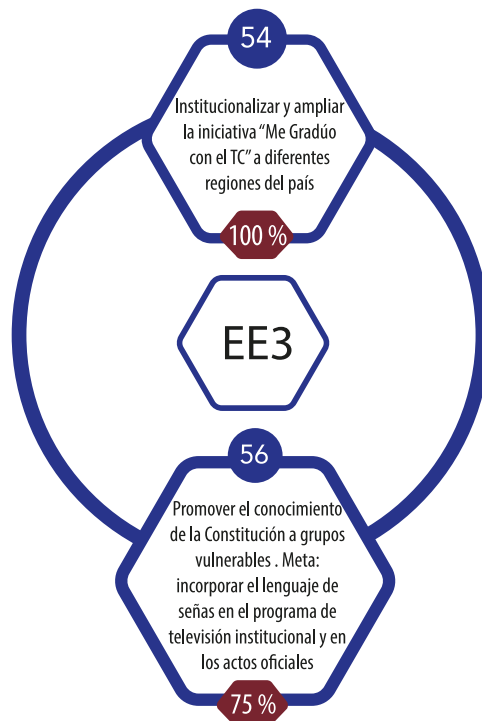 54
Institucionalizar y ampliar
la iniciativa “Me Gradúo
con el TC” a diferentes
regiones del país
100 %
EE3
56
Promover el conocimiento
de la Constitución a grupos
vulnerables . Meta:
incorporar el lenguaje de
señas en el programa de
televisión institucional y en
los actos oficiales
75 %